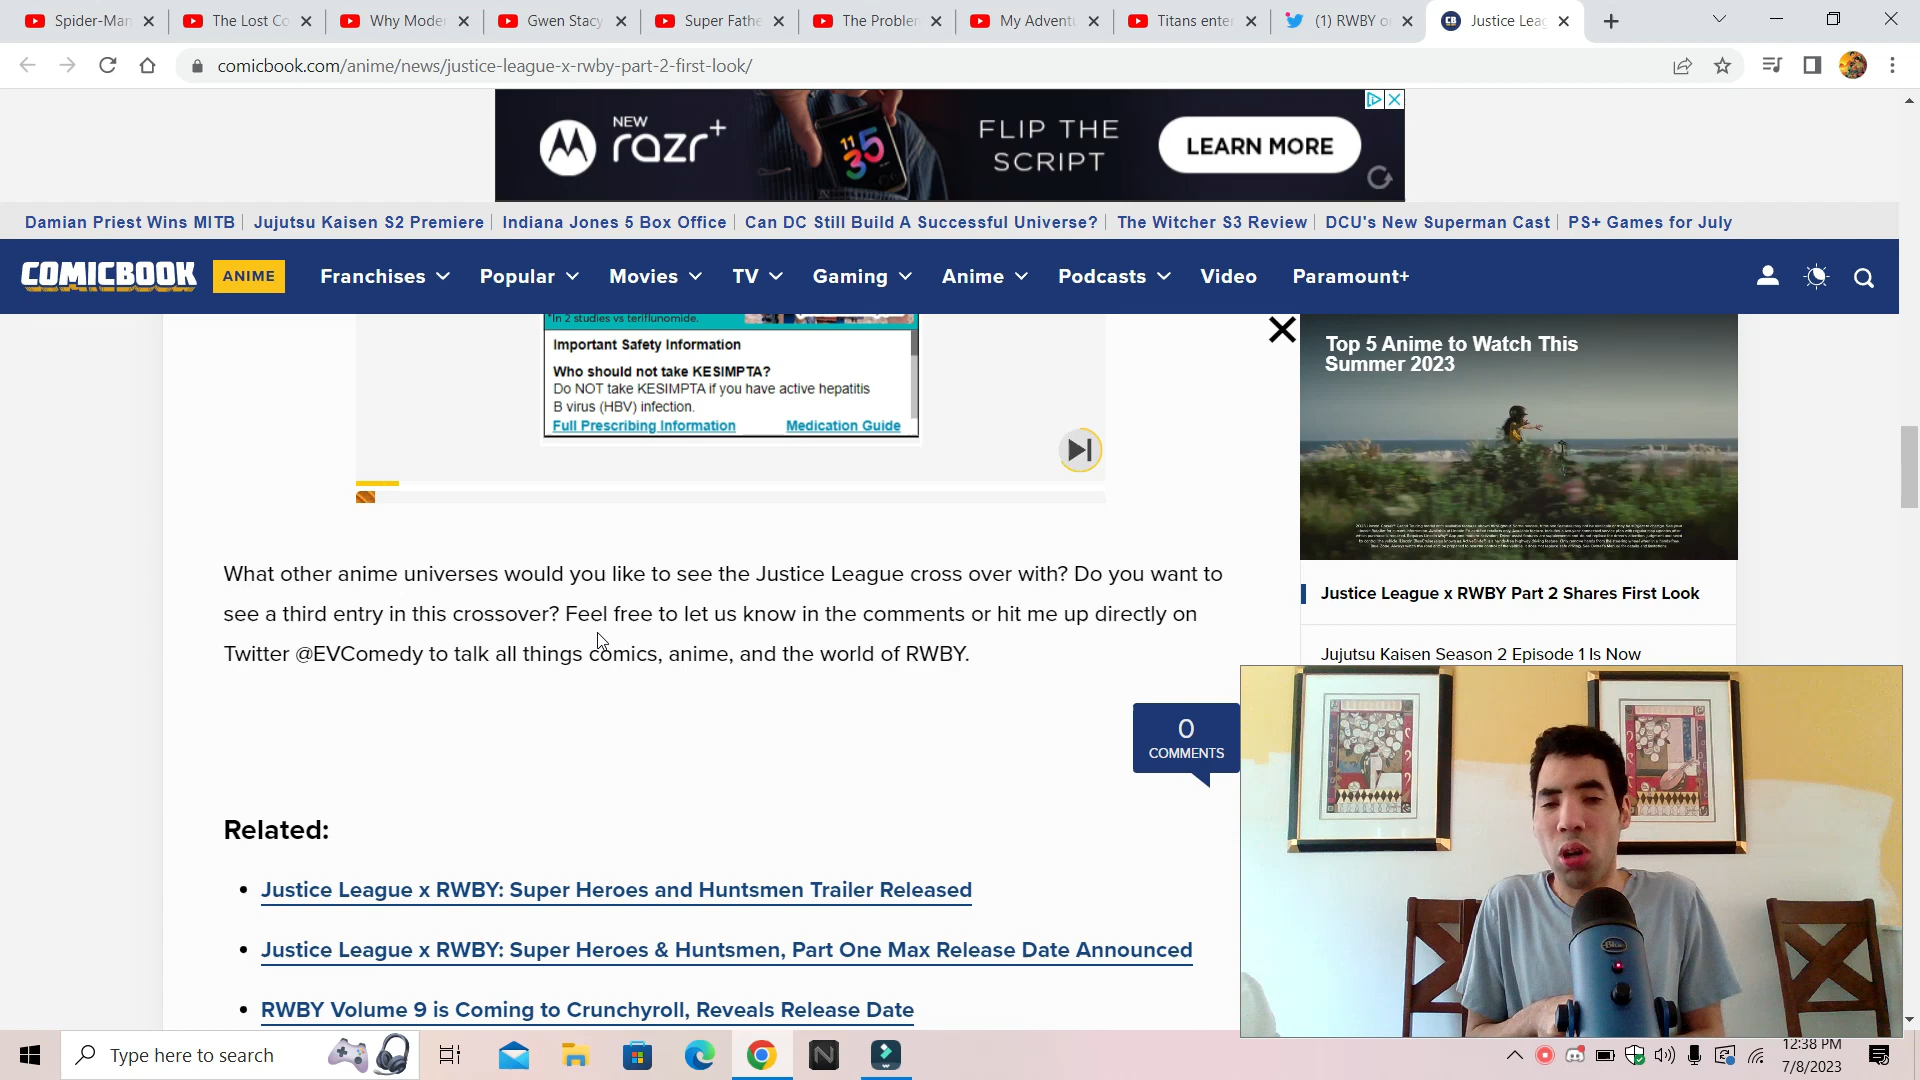 Spider-Man
The Lost Co
Why Moder
Gwen Stacy
Super Fathe
The Probler
My Advent
Titans enter
(1) RWBY o
CB
Justice Leag
comicbook.com/anime/news/justice-league-x-rwby-part-2-first-look/
NEW
razr+
11
35
FLIP THE
SCRIPT
LEARN MORE
Damian Priest Wins MITB
Jujutsu Kaisen S2 Premiere
Indiana Jones 5 Box Office
Can DC Still Build A Successful Universe?
The Witcher S3 Review
DCU's New Superman Cast
PS+ Games for July
COMICBOOK
ANIME
Franchises
Popular
Movies
TV
Gaming
Anime
Podcasts
Video
Paramount+
*In 2 studies vs teriflunomide.
Important Safety Information
Who should not take KESIMPTA?
Do NOT take KESIMPTA if you have active hepatitis
B virus (HBV) infection.
Full Prescribing Information
Medication Guide
Top 5 Anime to Watch This
Summer 2023
What other anime universes would you like to see the Justice League cross over with? Do you want to
see a third entry in this crossover? Feel free to let us know in the comments or hit me up directly on
Twitter @EVComedy to talk all things comics, anime, and the world of RWBY.
Justice League x RWBY Part 2 Shares First Look
Jujutsu Kaisen Season 2 Episode 1 Is Now
0
COMMENTS
Related:
Justice League x RWBY: Super Heroes and Huntsmen Trailer Released
Justice League x RWBY: Super Heroes & Huntsmen, Part One Max Release Date Announced
RWBY Volume 9 is Coming to Crunchyroll, Reveals Release Date
Blue
Type here to search
12:38 PM
7/8/2023